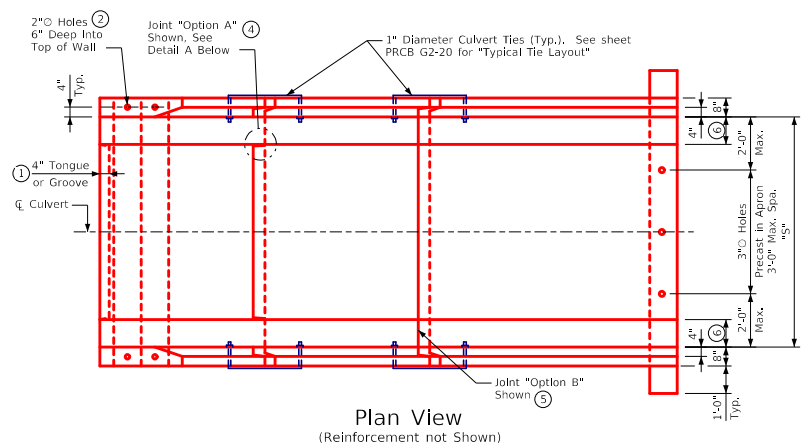 2"∅ Holes 2
6" Deep Into
Top of Wall
Joint "Option A" 4
Shown, See
Detail A Below
1" Diameter Culvert Ties (Typ.). See sheet
PRCB G2-20 for "Typical Tie Layout"
4"
Typ.
1 4" Tongue
or Groove
℄ Culvert
8"
4"
6
2'-0"
Max.
3"∅ Holes
Precast in Apron
3'-0" Max. Spa.
"S"
2'-0"
Max.
6
4"
8"
1'-0"
Typ.
Joint "Option B"
Shown 5
Plan View
(Reinforcement not Shown)